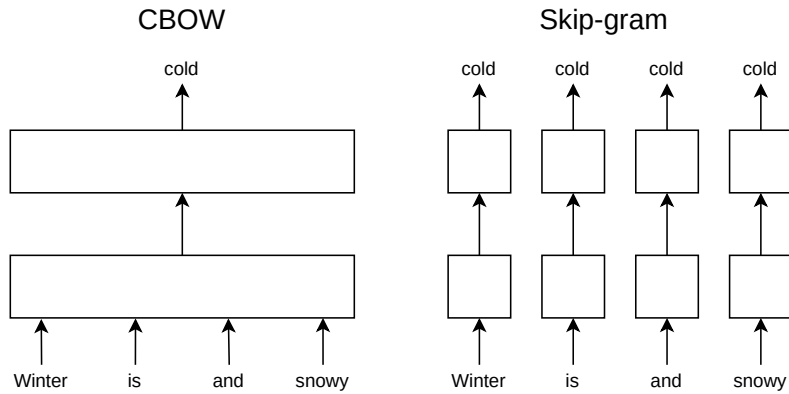 CBOW
Skip-gram
cold
cold cold cold cold
Winter is and snowy
Winter is and snowy